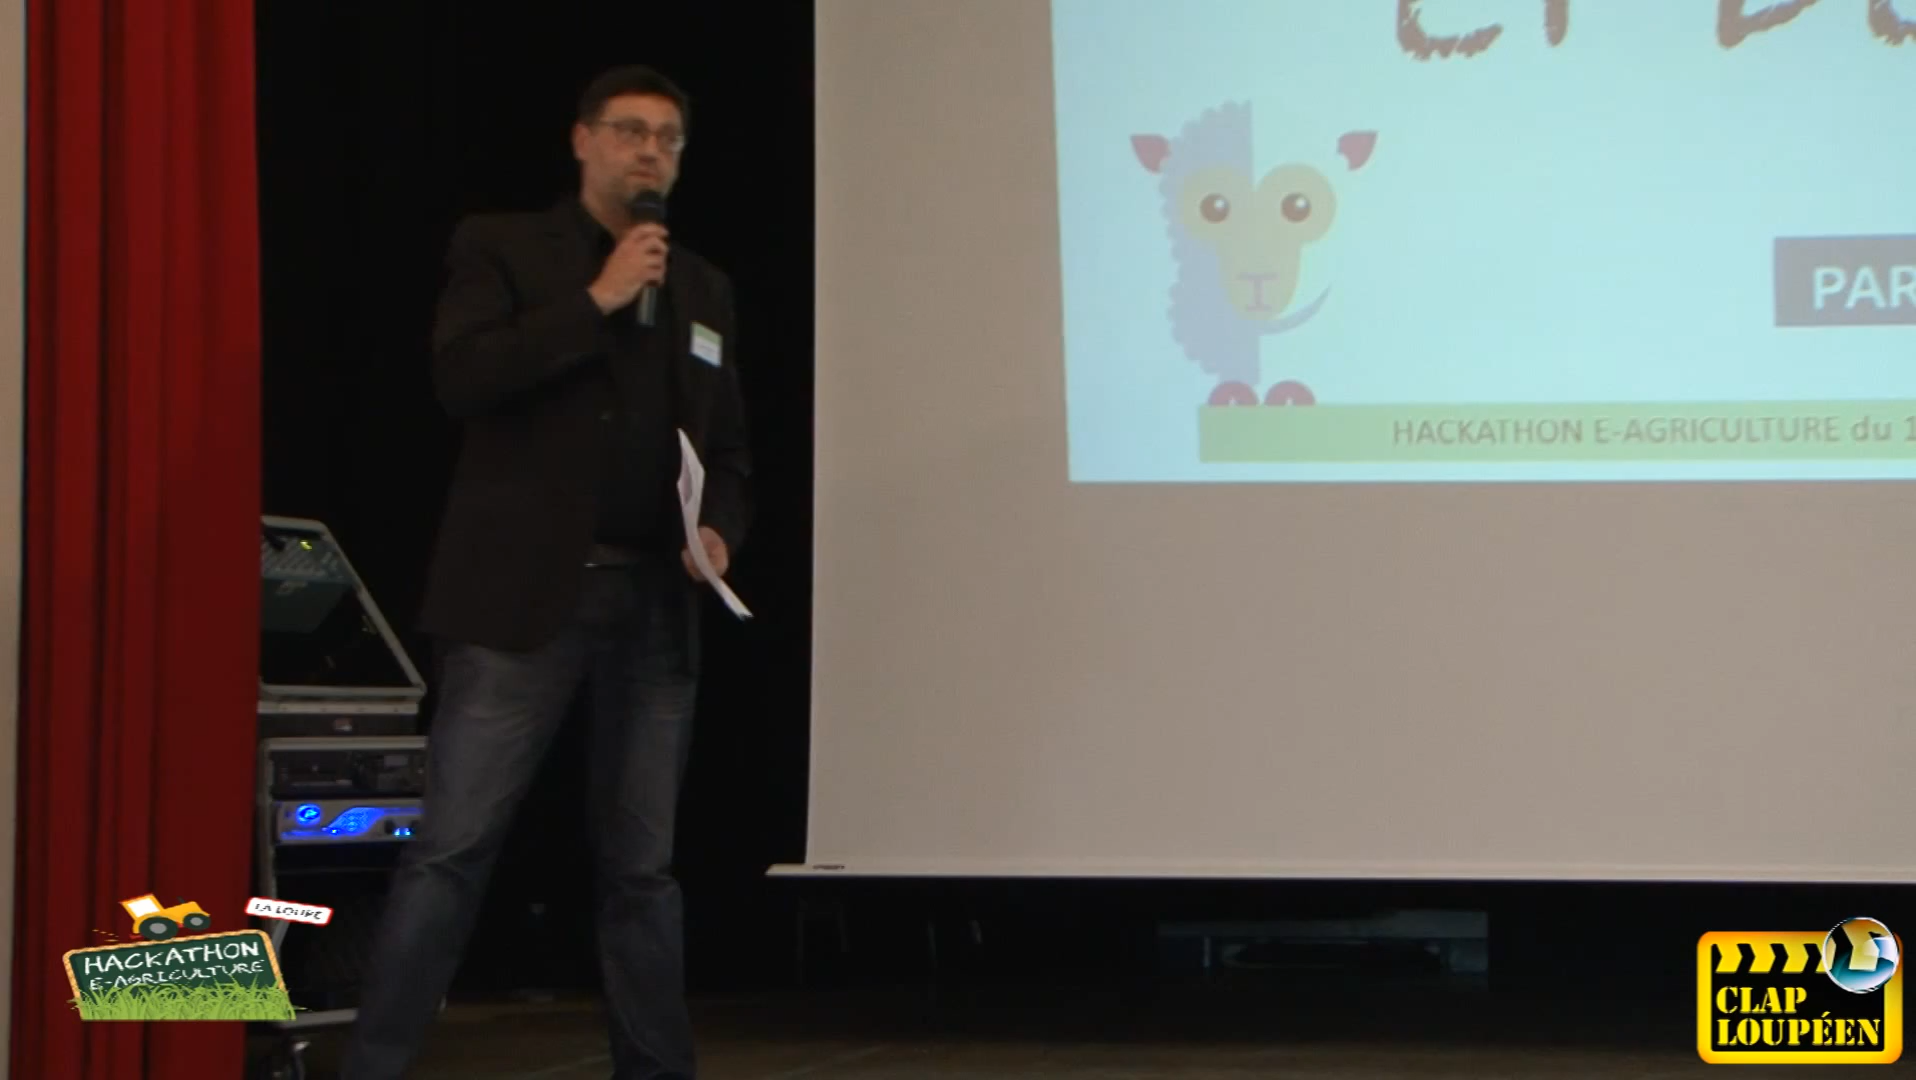 PAR
HACKATHON E-AGRICULTURE du 1
LA LOUPE
HACKATHON
E-AGRICULTURE
CLAP
LOUPÉEN